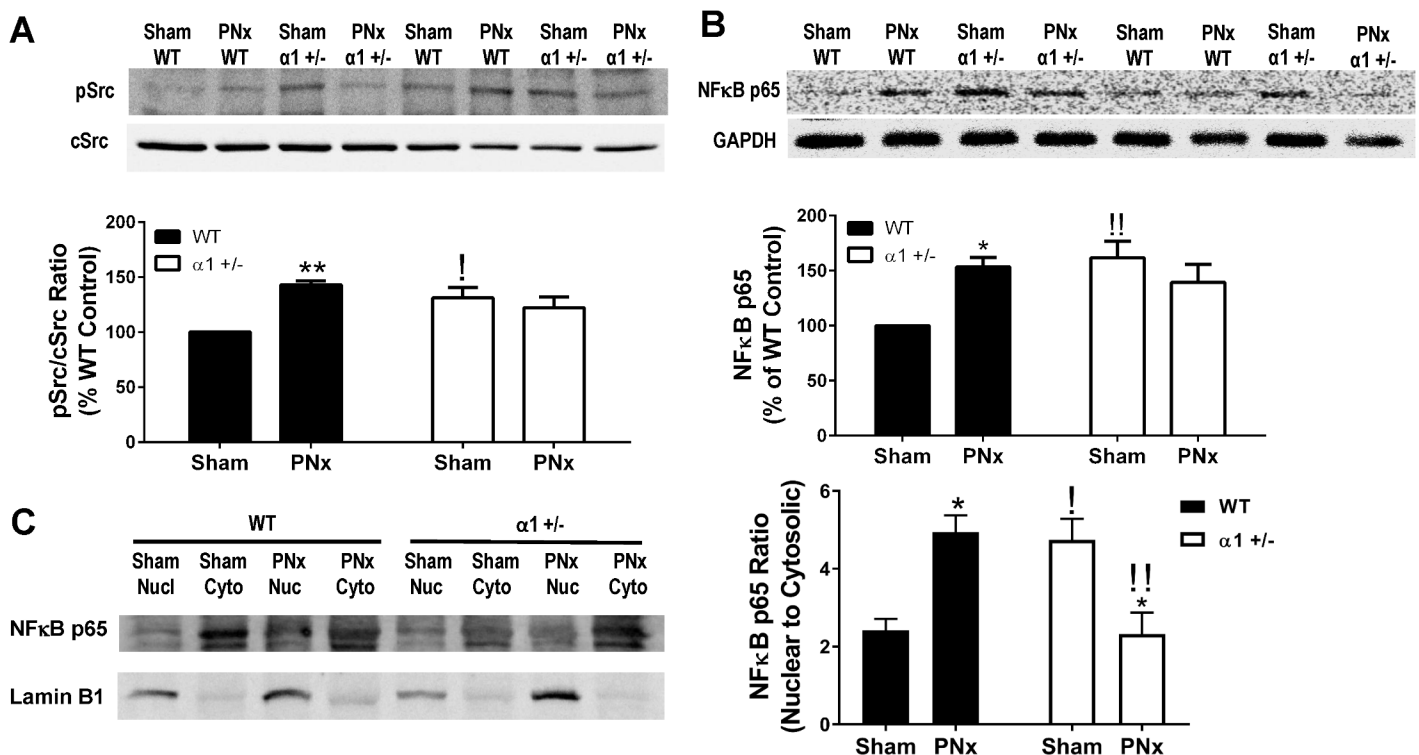 A
Sham PNx Sham PNx Sham PNx Sham PNx
WT WT α1 +/- α1 +/- WT WT α1 +/- α1 +/-
pSrc
cSrc
pSrc/cSrc Ratio
(% WT Control)
200
150
100
50
0
WT
α1 +/-
**
!
Sham PNx Sham PNx
B
Sham PNx Sham PNx Sham PNx Sham PNx
WT WT α1 +/- α1 +/- WT WT α1 +/- α1 +/-
NFκB p65
GAPDH
NFκB p65
(% of WT Control)
200
150
100
50
0
WT
α1 +/-
*
!!
Sham PNx Sham PNx
C
WT α1 +/-
Sham Sham PNx PNx Sham Sham PNx PNx
Nucl Cyto Nuc Cyto Nuc Cyto Nuc Cyto
NFκB p65
Lamin B1
NFκB p65 Ratio
(Nuclear to Cytosolic)
6
4
2
0
WT
α1 +/-
*
!
!!
*
Sham PNx Sham PNx